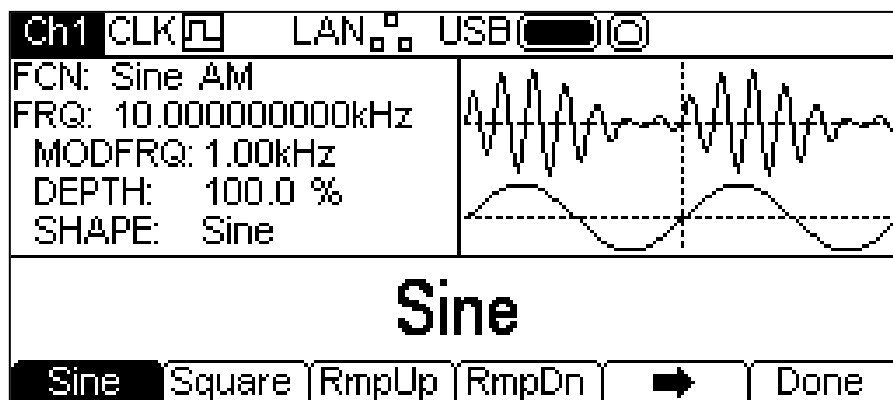 Ch1 CLK LAN USB
FCN: Sine AM
FRQ: 10.000000000kHz
MODFRQ: 1.00kHz
DEPTH: 100.0 %
SHAPE: Sine
Sine
Sine Square RmpUp RmpDn Done